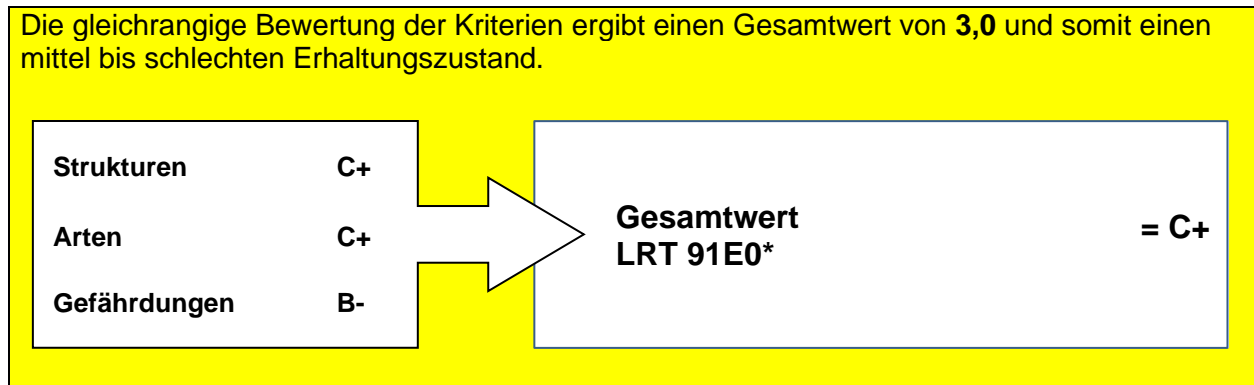 Die gleichrangige Bewertung der Kriterien ergibt einen Gesamtwert von 3,0 und somit einen
mittel bis schlechten Erhaltungszustand.
Strukturen C+
Arten C+
Gefährdungen B-
Gesamtwert
LRT 91E0*
= C+